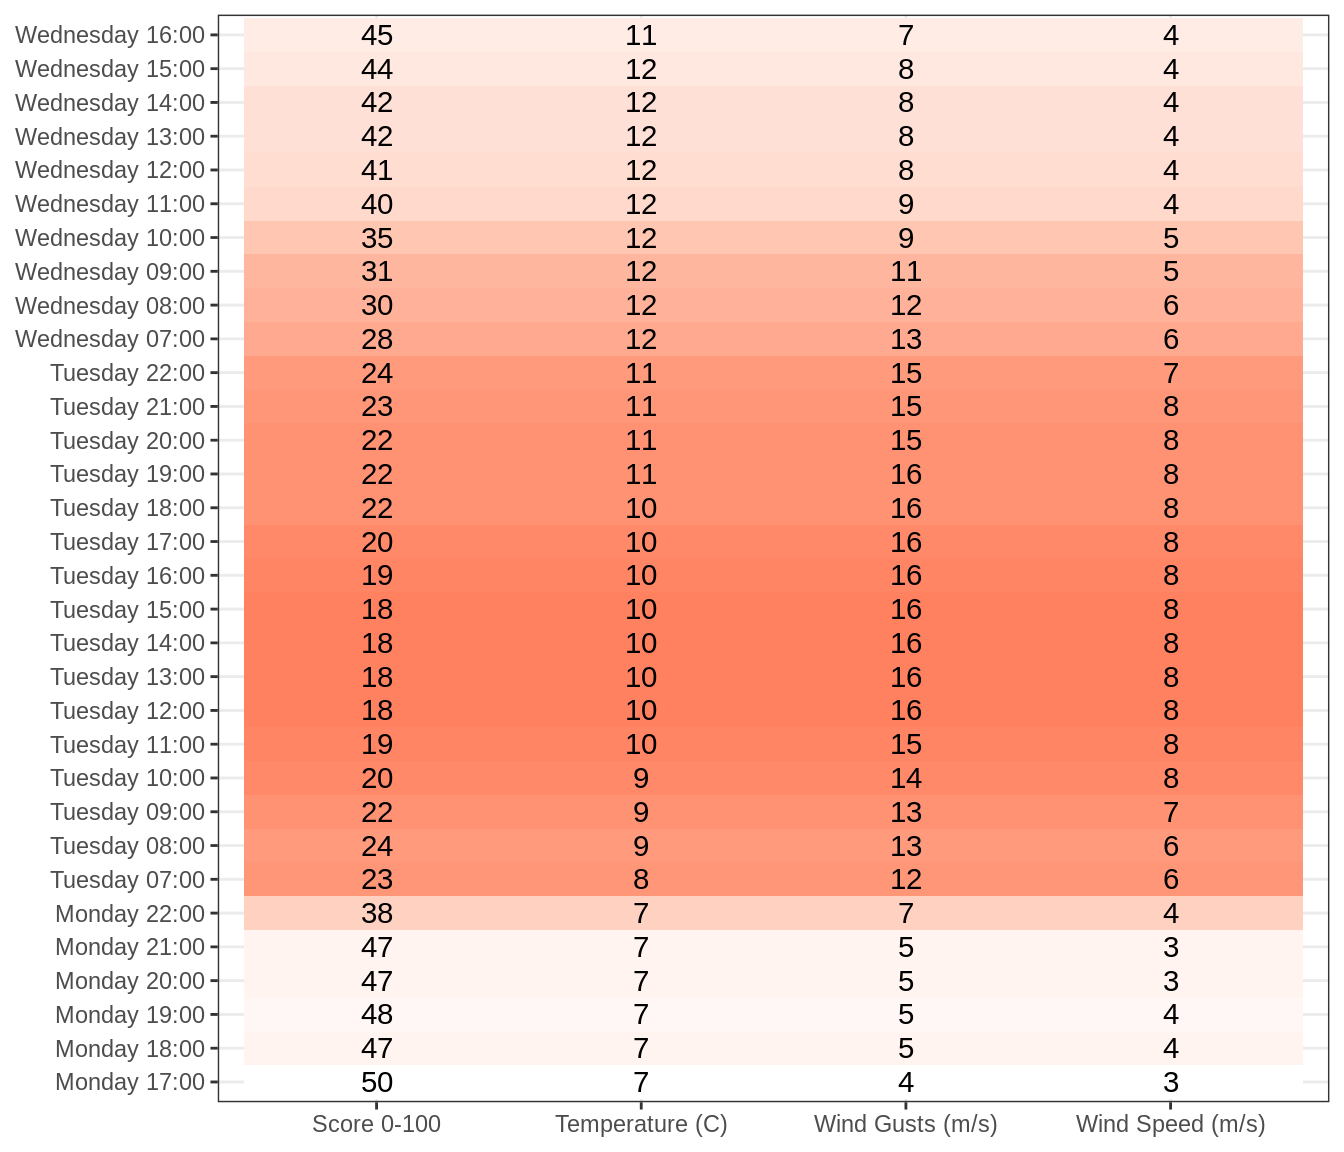 Wednesday 16:00 45 11 7 4
Wednesday 15:00 44 12 8 4
Wednesday 14:00 42 12 8 4
Wednesday 13:00 42 12 8 4
Wednesday 12:00 41 12 8 4
Wednesday 11:00 40 12 9 4
Wednesday 10:00 35 12 9 5
Wednesday 09:00 31 12 11 5
Wednesday 08:00 30 12 12 6
Wednesday 07:00 28 12 13 6
Tuesday 22:00 24 11 15 7
Tuesday 21:00 23 11 15 8
Tuesday 20:00 22 11 15 8
Tuesday 19:00 22 11 16 8
Tuesday 18:00 22 10 16 8
Tuesday 17:00 20 10 16 8
Tuesday 16:00 19 10 16 8
Tuesday 15:00 18 10 16 8
Tuesday 14:00 18 10 16 8
Tuesday 13:00 18 10 16 8
Tuesday 12:00 18 10 16 8
Tuesday 11:00 19 10 15 8
Tuesday 10:00 20 9 14 8
Tuesday 09:00 22 9 13 7
Tuesday 08:00 24 9 13 6
Tuesday 07:00 23 8 12 6
Monday 22:00 38 7 7 4
Monday 21:00 47 7 5 3
Monday 20:00 47 7 5 3
Monday 19:00 48 7 5 4
Monday 18:00 47 7 5 4
Monday 17:00 50 7 4 3
Score 0-100 Temperature (C) Wind Gusts (m/s) Wind Speed (m/s)